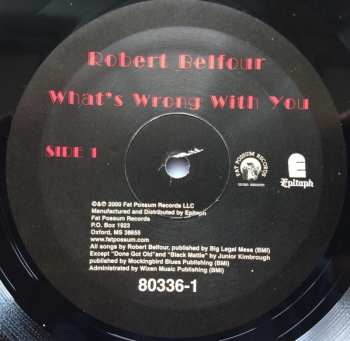 Robert Belfour
What's Wrong With You
SIDE 1
FAT POSSUM RECORDS
E
Epitaph
©&℗ 2000 Fat Possum Records LLC
Manufactured and Distributed by Epitaph
Fat Possum Records
P.O. Box 1923
Oxford, MS 38655
www.fatpossum.com
All songs by Robert Belfour, published by Big Legal Mess (BMI)
Except "Done Got Old" and "Black Mattie" by Junior Kimbrough
published by Mockingbird Blues Publishing (BMI)
Administrated by Wixen Music Publishing (BMI)
80336-1